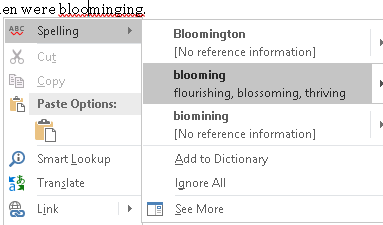 en were bloominging.
ABC Spelling
Cut
Copy
Paste Options:
Smart Lookup
Translate
Link
Bloomington
[No reference information]
blooming
flourishing, blossoming, thriving
biomining
[No reference information]
Add to Dictionary
Ignore All
See More